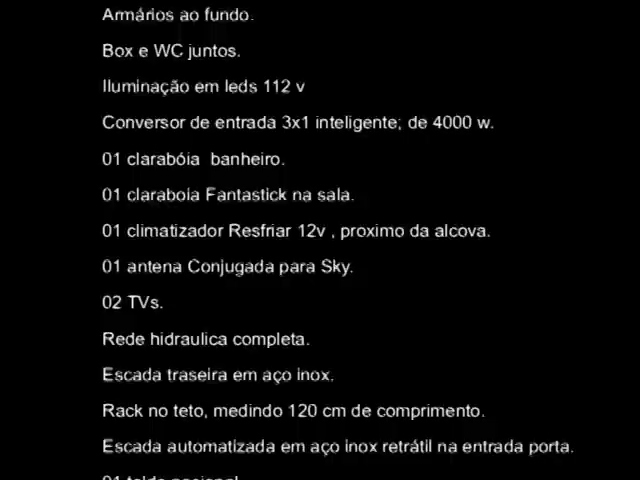 Armários ao fundo.
Box e WC juntos.
Iluminação em leds 112 v
Conversor de entrada 3x1 inteligente; de 4000 w.
01 clarabóia banheiro.
01 claraboia Fantastick na sala.
01 climatizador Resfriar 12v , proximo da alcova.
01 antena Conjugada para Sky.
02 TVs.
Rede hidraulica completa.
Escada traseira em aço inox.
Rack no teto, medindo 120 cm de comprimento.
Escada automatizada em aço inox retrátil na entrada porta.
01 toldo